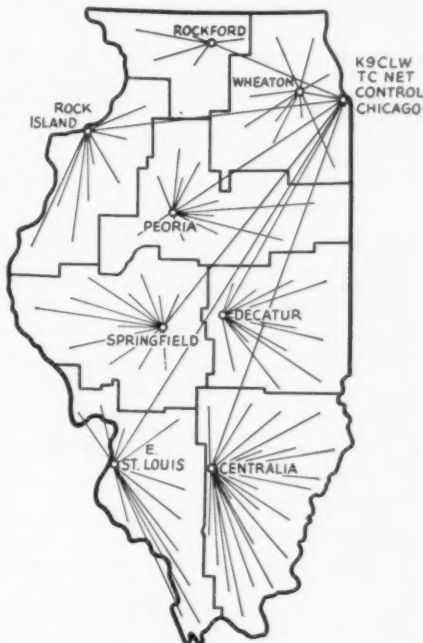 ROCKFORD
WHEATON
K9CLW
TC NET
CONTROL
CHICAGO
ROCK
ISLAND
PEORIA
DECATUR
SPRINGFIELD
E.
ST. LOUIS
CENTRALIA